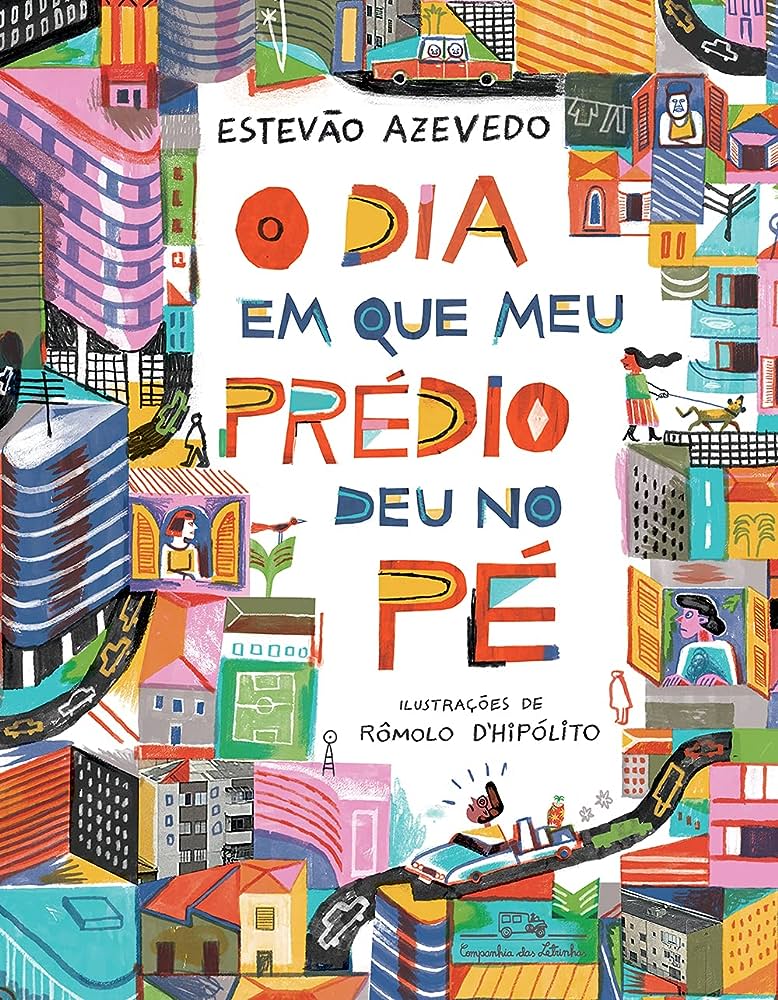 ESTEVÃO AZEVEDO
O DIA
EM QUE MEU
PRÉDIO
DEU NO
PÉ
ILUSTRAÇÕES DE
RÔMOLO D'HIPÓLITO
Companhia das Letrinhas